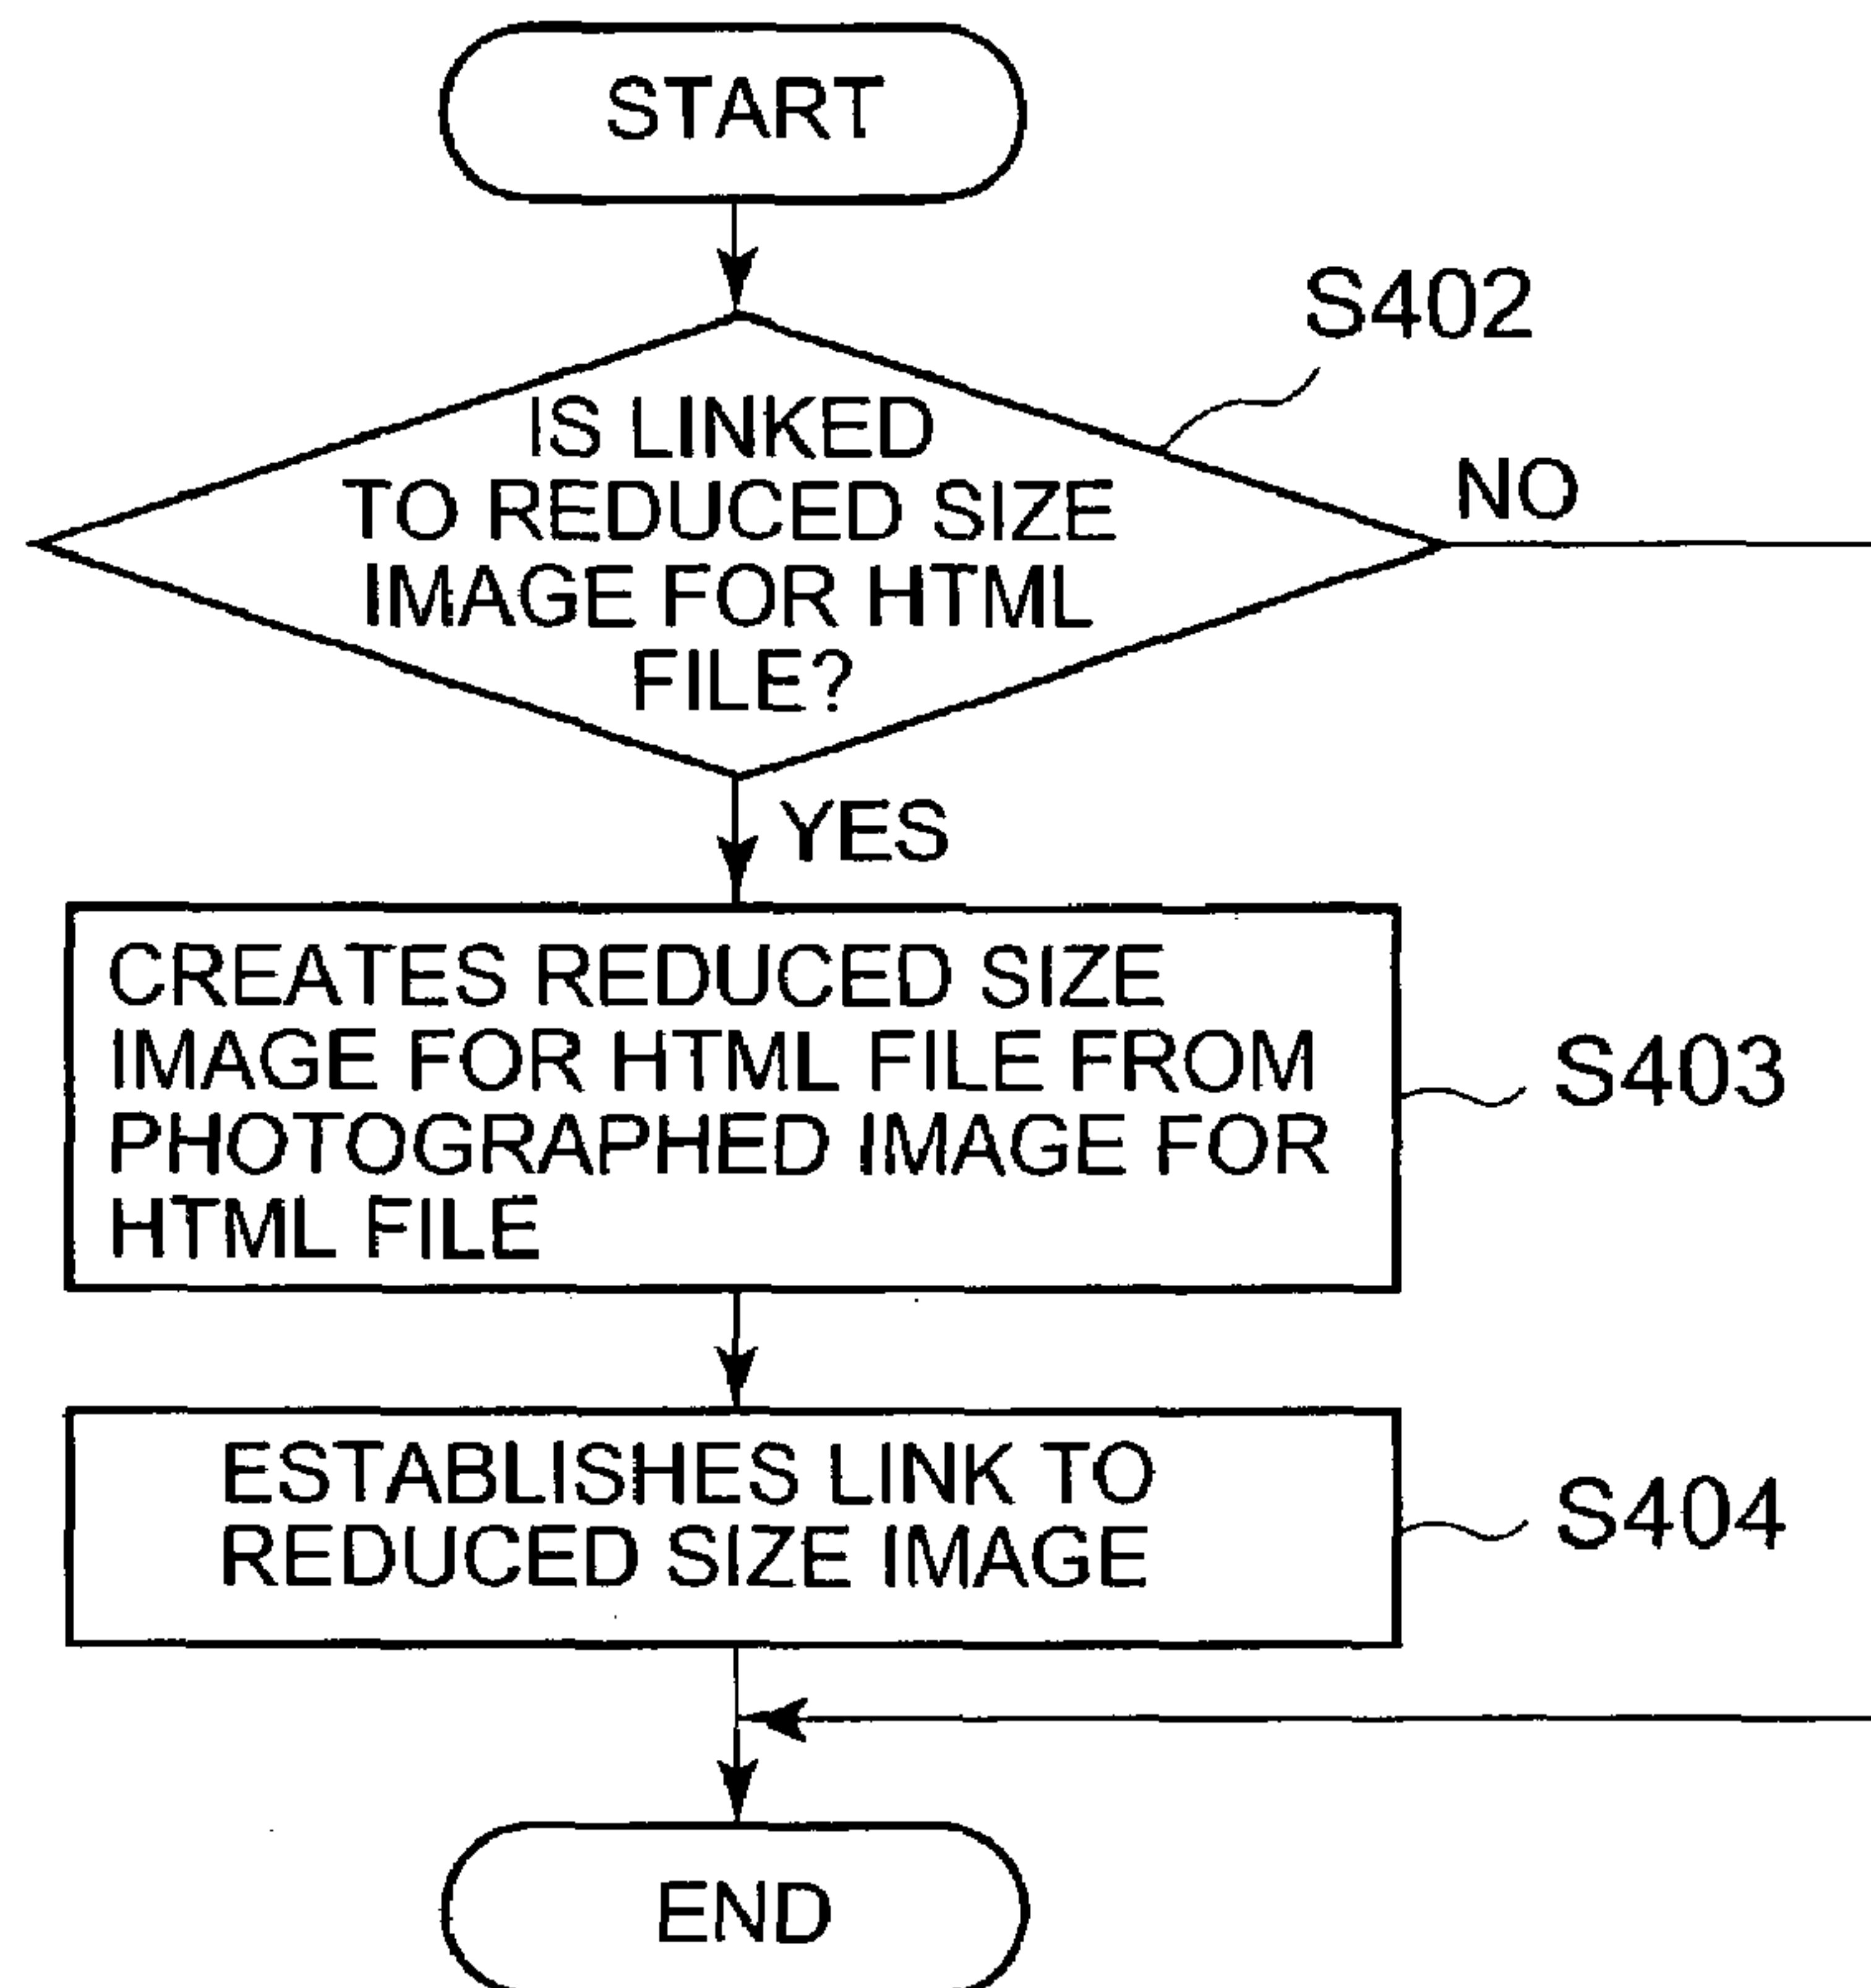 START
S402
IS LINKED
TO REDUCED SIZE
IMAGE FOR HTML
FILE?
NO
YES
CREATES REDUCED SIZE
IMAGE FOR HTML FILE FROM
PHOTOGRAPHED IMAGE FOR
HTML FILE
S403
ESTABLISHES LINK TO
REDUCED SIZE IMAGE
S404
END